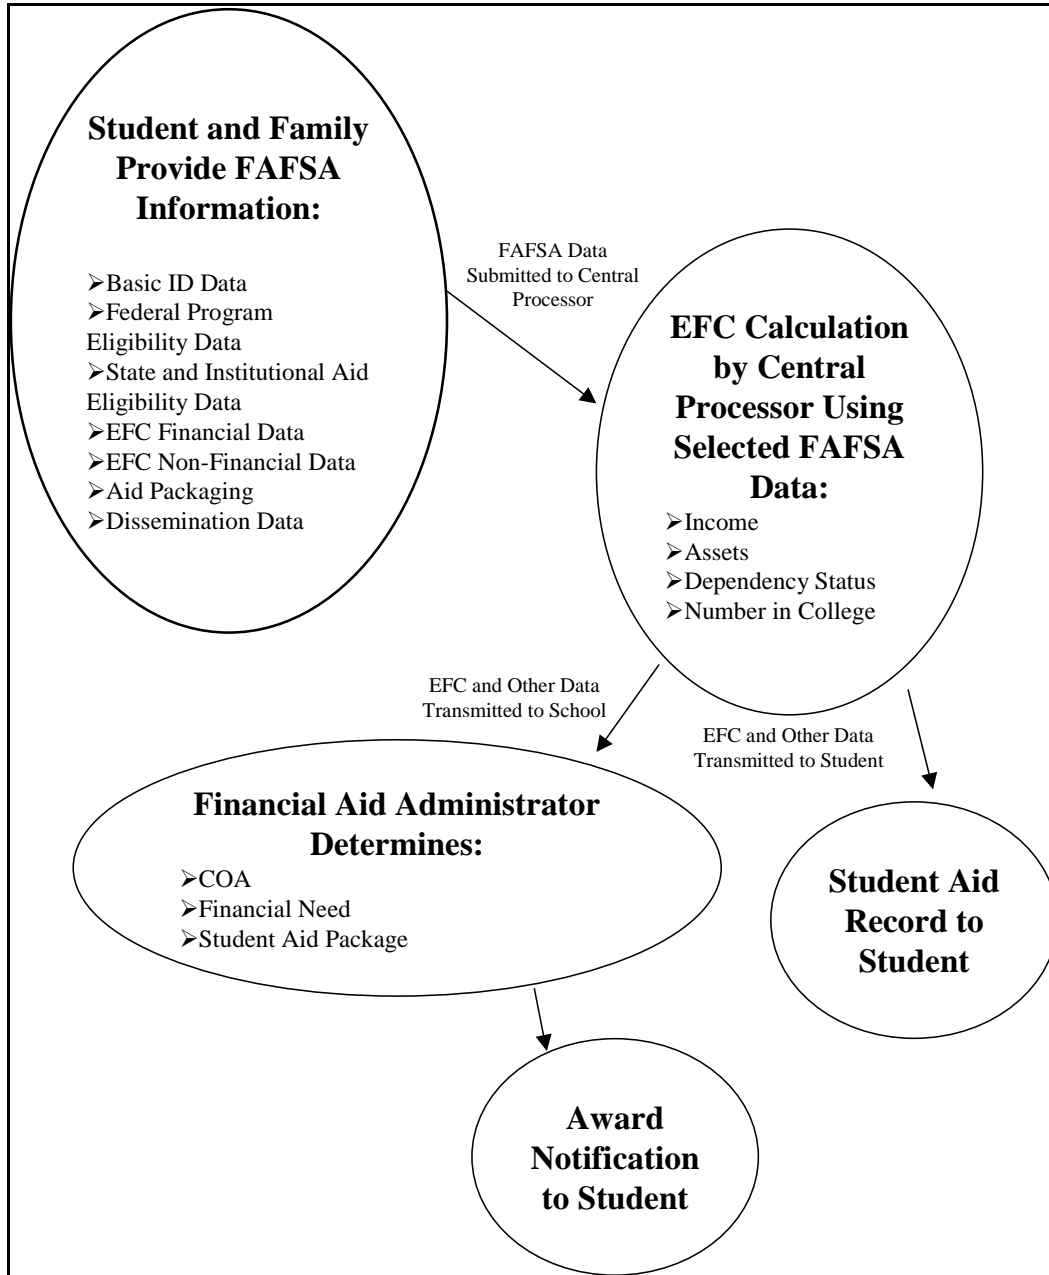 Student and Family
Provide FAFSA
Information:
➢Basic ID Data
➢Federal Program
Eligibility Data
➢State and Institutional Aid
Eligibility Data
➢EFC Financial Data
➢EFC Non-Financial Data
➢Aid Packaging
➢Dissemination Data
FAFSA Data
Submitted to Central
Processor
EFC Calculation
by Central
Processor Using
Selected FAFSA
Data:
➢Income
➢Assets
➢Dependency Status
➢Number in College
EFC and Other Data
Transmitted to School
EFC and Other Data
Transmitted to Student
Financial Aid Administrator
Determines:
➢COA
➢Financial Need
➢Student Aid Package
Student Aid
Record to
Student
Award
Notification
to Student